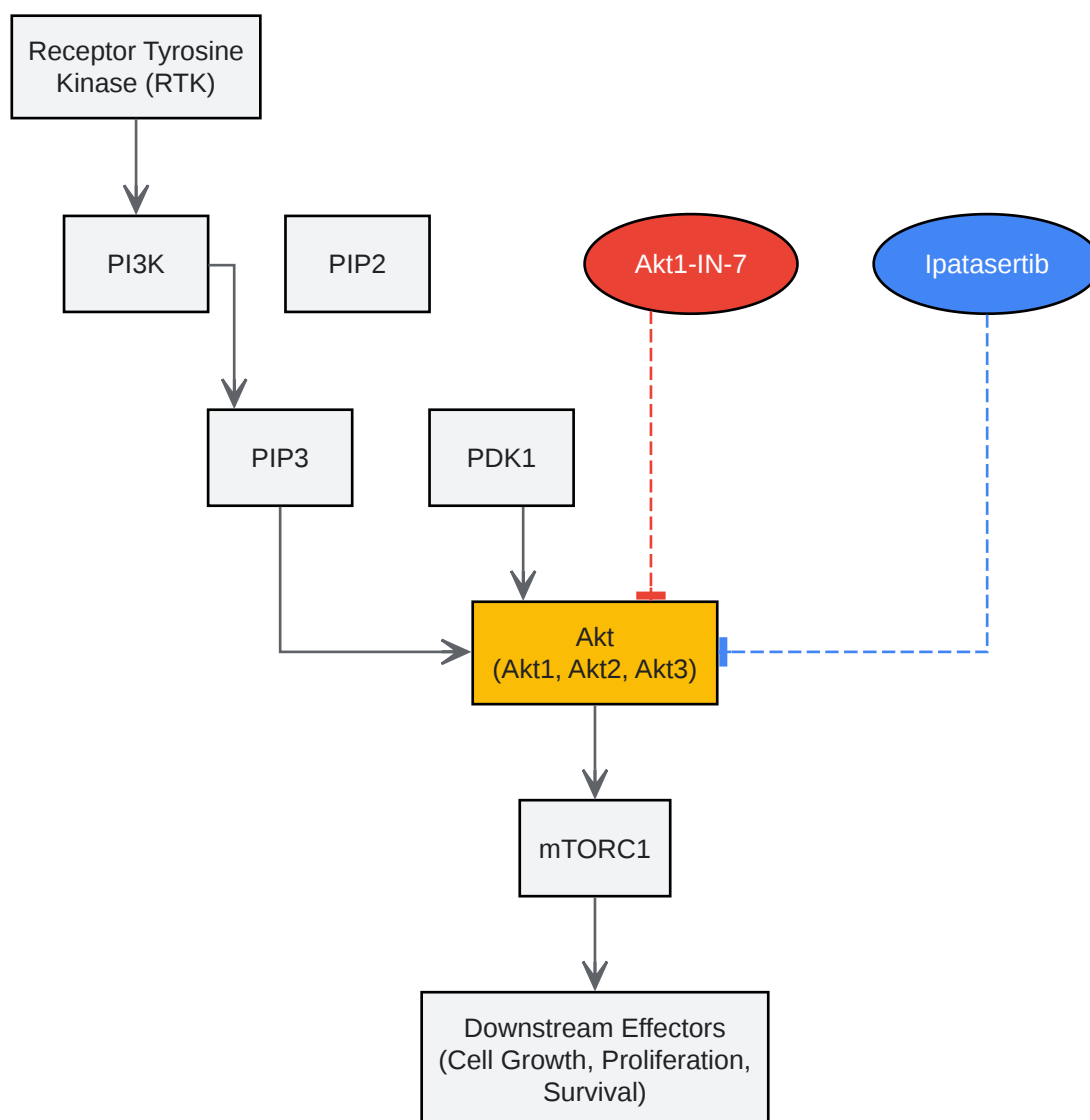 Receptor Tyrosine
Kinase (RTK)
PI3K
PIP2
Akt1-IN-7
Ipatasertib
PIP3
PDK1
Akt
(Akt1, Akt2, Akt3)
mTORC1
Downstream Effectors
(Cell Growth, Proliferation,
Survival)